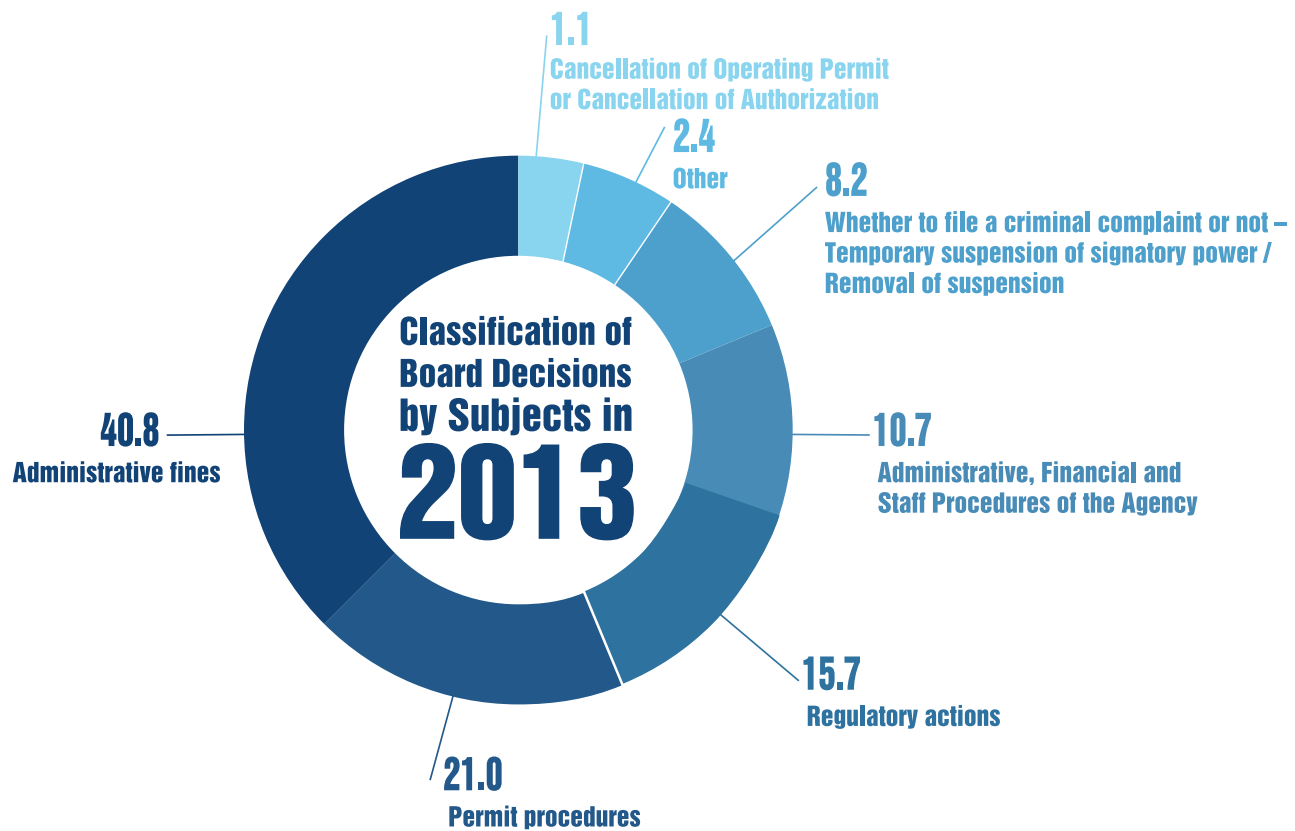 1.1
Cancellation of Operating Permit
or Cancellation of Authorization
2.4
Other
8.2
Whether to file a criminal complaint or not –
Temporary suspension of signatory power /
Removal of suspension
Classification of
Board Decisions
by Subjects in
2013
40.8
Administrative fines
10.7
Administrative, Financial and
Staff Procedures of the Agency
15.7
Regulatory actions
21.0
Permit procedures